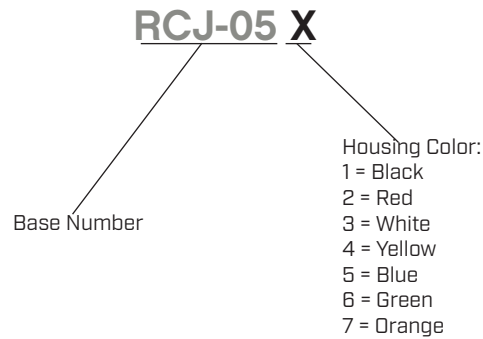 RCJ-05 X
Housing Color:
1 = Black
2 = Red
3 = White
4 = Yellow
5 = Blue
6 = Green
7 = Orange
Base Number